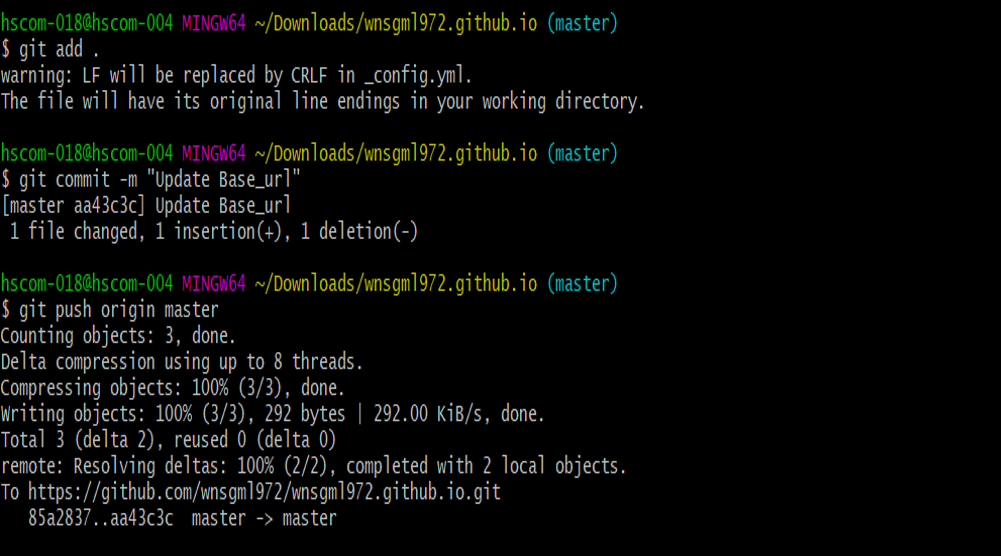 hscom-018@hscom-004 MINGW64 ~/Downloads/wnsgml972.github.io (master)
$ git add .
warning: LF will be replaced by CRLF in _config.yml.
The file will have its original line endings in your working directory.
hscom-018@hscom-004 MINGW64 ~/Downloads/wnsgml972.github.io (master)
$ git commit -m "Update Base_url"
[master aa43c3c] Update Base_url
1 file changed, 1 insertion(+), 1 deletion(-)
hscom-018@hscom-004 MINGW64 ~/Downloads/wnsgml972.github.io (master)
$ git push origin master
Counting objects: 3, done.
Delta compression using up to 8 threads.
Compressing objects: 100% (3/3), done.
Writing objects: 100% (3/3), 292 bytes | 292.00 KiB/s, done.
Total 3 (delta 2), reused 0 (delta 0)
remote: Resolving deltas: 100% (2/2), completed with 2 local objects.
To https://github.com/wnsgml972/wnsgml972.github.io.git
85a2837..aa43c3c  master -> master